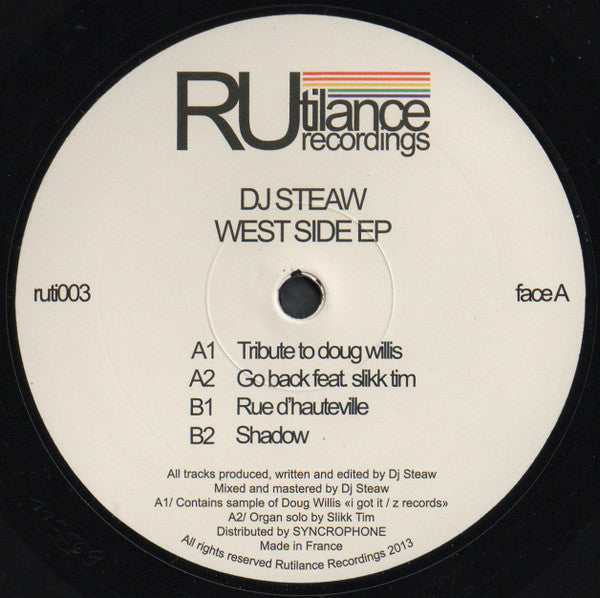 RUtilance
recordings
DJ STEAW
WEST SIDE EP
ruti003
face A
A1 Tribute to doug willis
A2 Go back feat. slikk tim
B1 Rue d'hauteville
B2 Shadow
All tracks produced, written and edited by Dj Steaw
Mixed and mastered by Dj Steaw
A1/ Contains sample of Doug Willis «i got it / z records»
A2/ Organ solo by Slikk Tim
Distributed by SYNCROPHONE
Made in France
All rights reserved Rutilance Recordings 2013